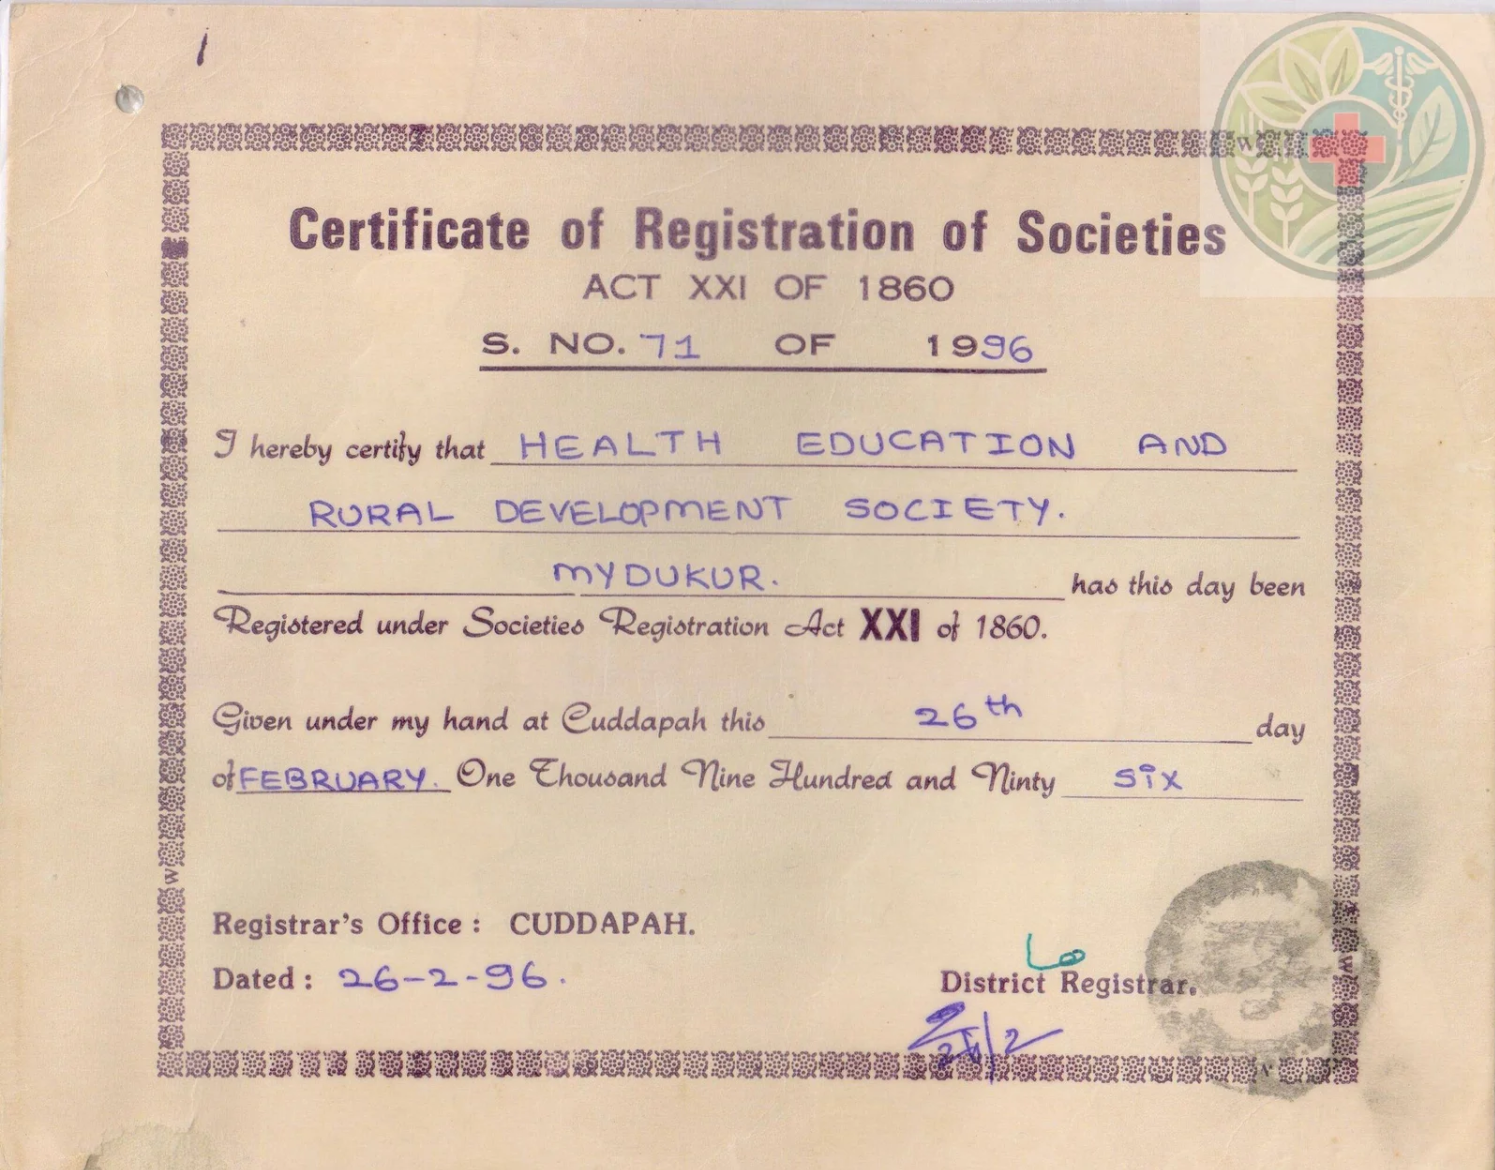 Certificate of Registration of Societies
ACT XXI OF 1860
S. NO. 71 OF 1996
I hereby certify that HEALTH EDUCATION AND
RURAL DEVELOPMENT SOCIETY.
MYDUKUR. has this day been
Registered under Societies Registration Act XXI of 1860.
Given under my hand at Cuddapah this 26th day
of FEBRUARY. One Thousand Nine Hundred and Ninty Six
Registrar's Office : CUDDAPAH.
Dated : 26-2-96.
District Registrar.